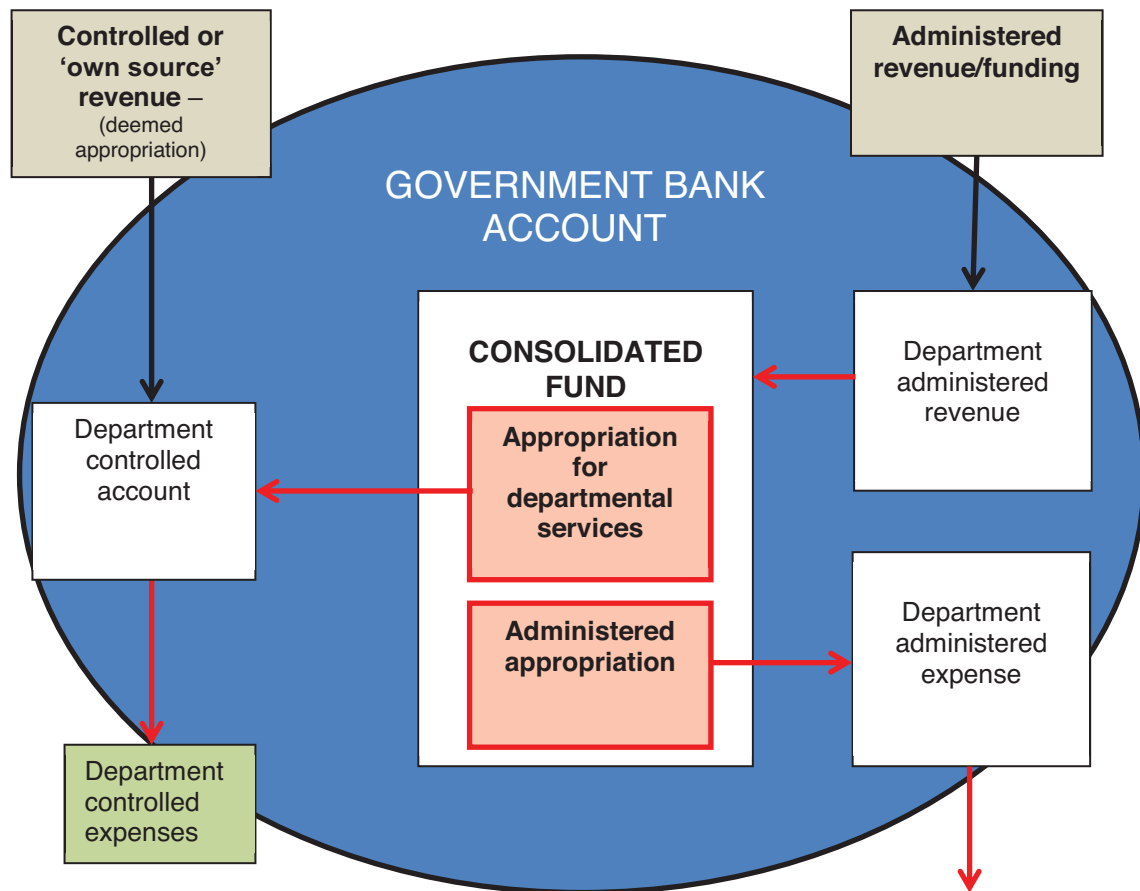 Controlled or
‘own source’
revenue –
(deemed
appropriation)
Administered
revenue/funding
GOVERNMENT BANK
ACCOUNT
CONSOLIDATED
FUND
Department
administered
revenue
Department
controlled
account
Appropriation
for
departmental
services
Administered
appropriation
Department
administered
expense
Department
controlled
expenses